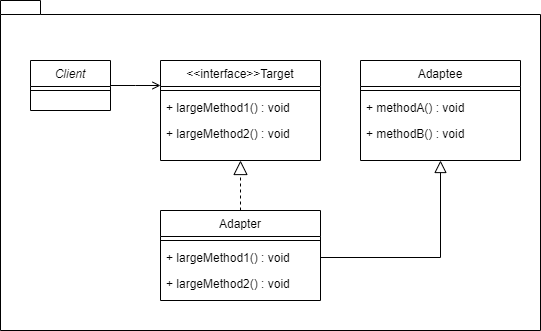 Client
<<interface>>Target
+ largeMethod1() : void
+ largeMethod2() : void
Adaptee
+ methodA() : void
+ methodB() : void
Adapter
+ largeMethod1() : void
+ largeMethod2() : void